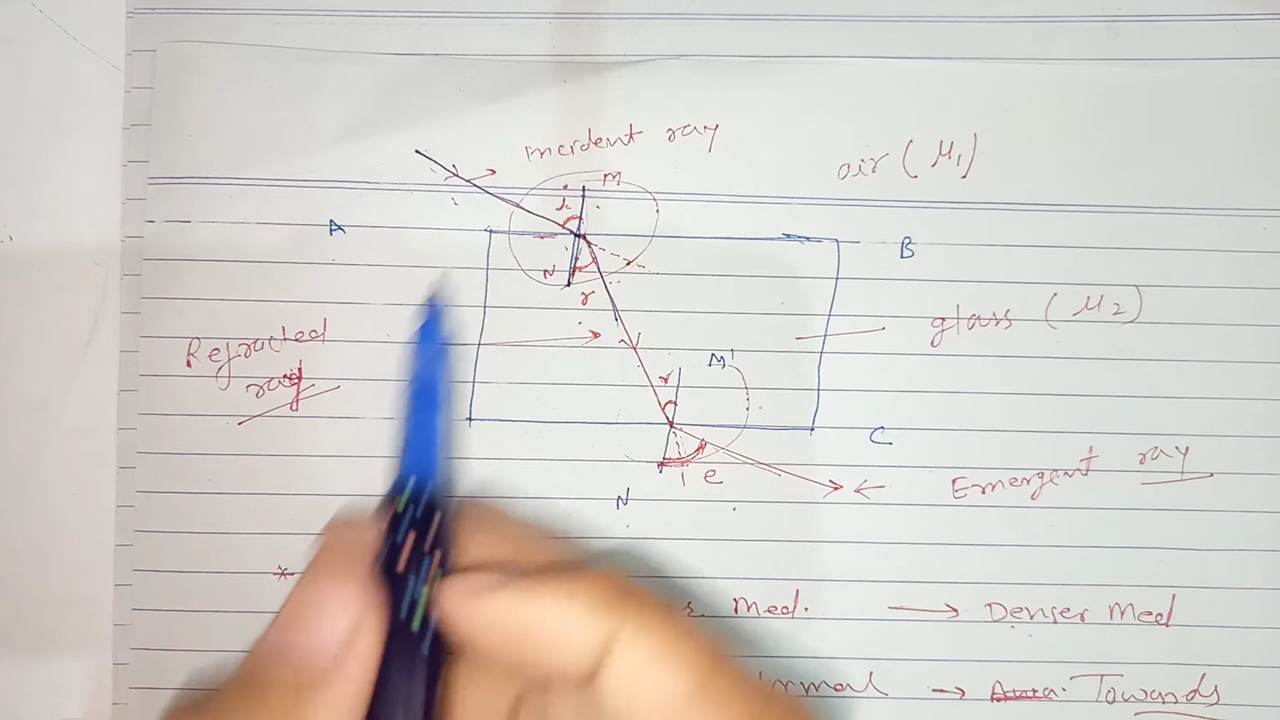 incident ray
air (μ₁)
M
i
A
B
N
r
glass (μ₂)
Refracted
ray
M'
r
C
e
Emergent ray
N
*
Med. → Denser Med
→ Towards